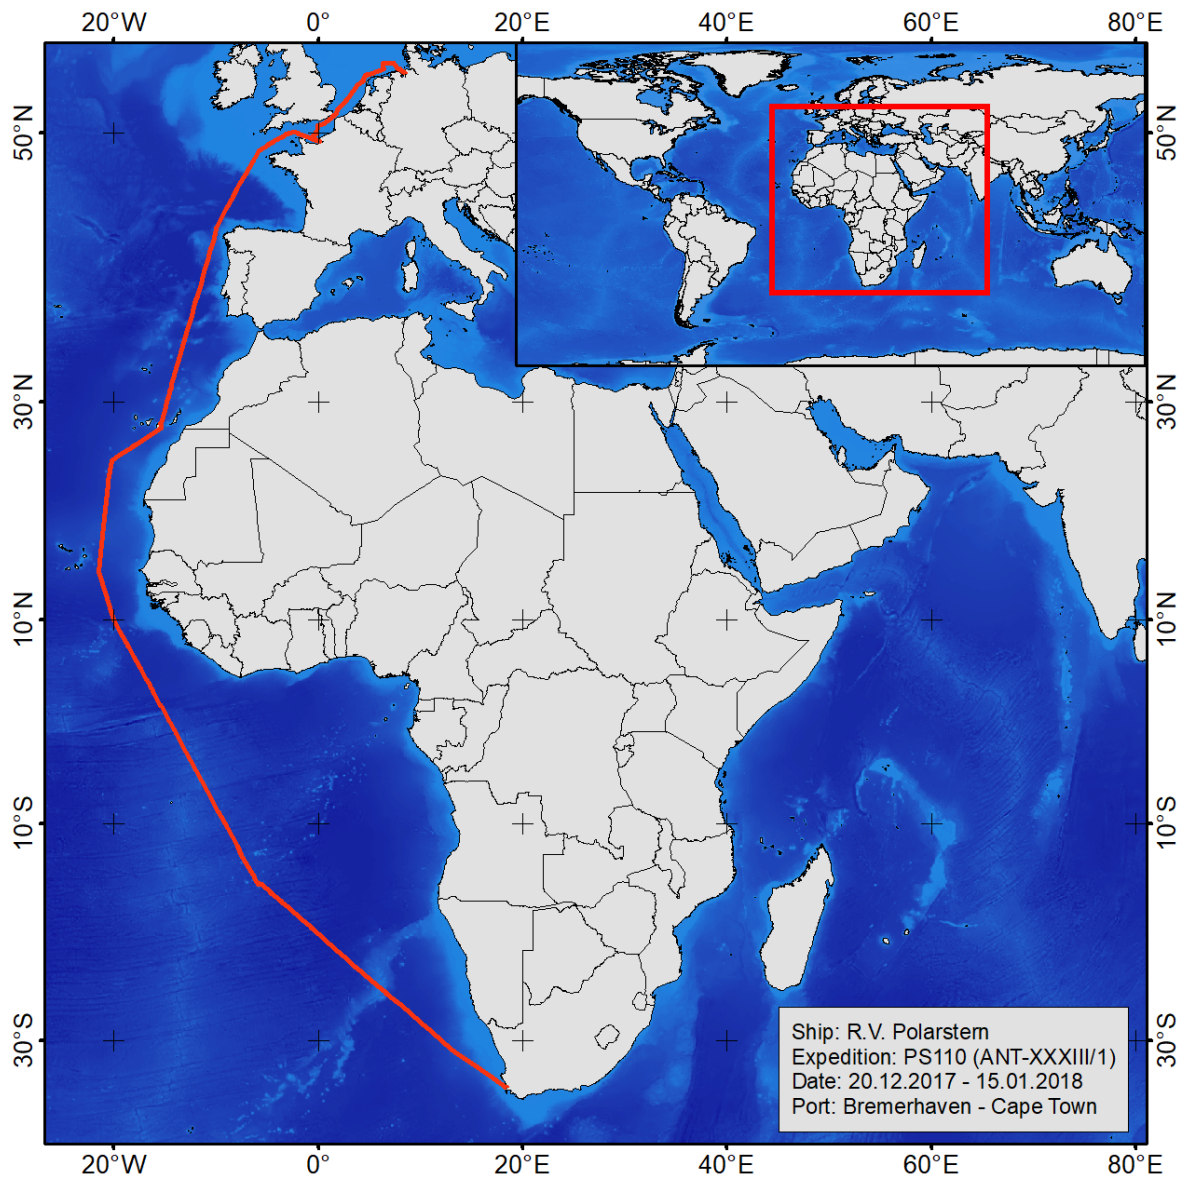 20°W 0° 20°E 40°E 60°E 80°E
50°N 50°N
30°N 30°N
10°N 10°N
10°S 10°S
30°S 30°S
Ship: R.V. Polarstern
Expedition: PS110 (ANT-XXXIII/1)
Date: 20.12.2017 - 15.01.2018
Port: Bremerhaven - Cape Town
20°W 0° 20°E 40°E 60°E 80°E